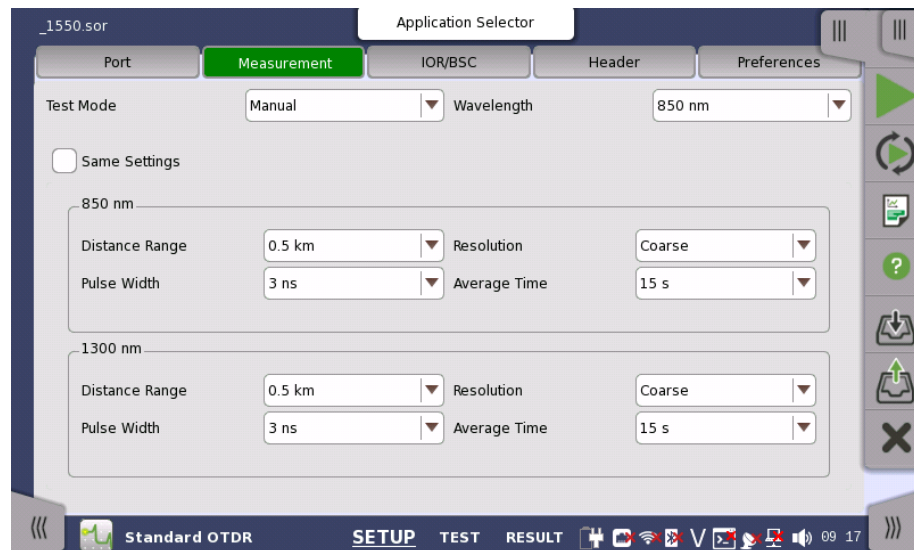 _1550.sor
Application Selector
Port Measurement IOR/BSC Header Preferences
Test Mode Manual Wavelength 850 nm
Same Settings
850 nm
Distance Range 0.5 km Resolution Coarse
Pulse Width 3 ns Average Time 15 s
1300 nm
Distance Range 0.5 km Resolution Coarse
Pulse Width 3 ns Average Time 15 s
Standard OTDR SETUP TEST RESULT V 09 17